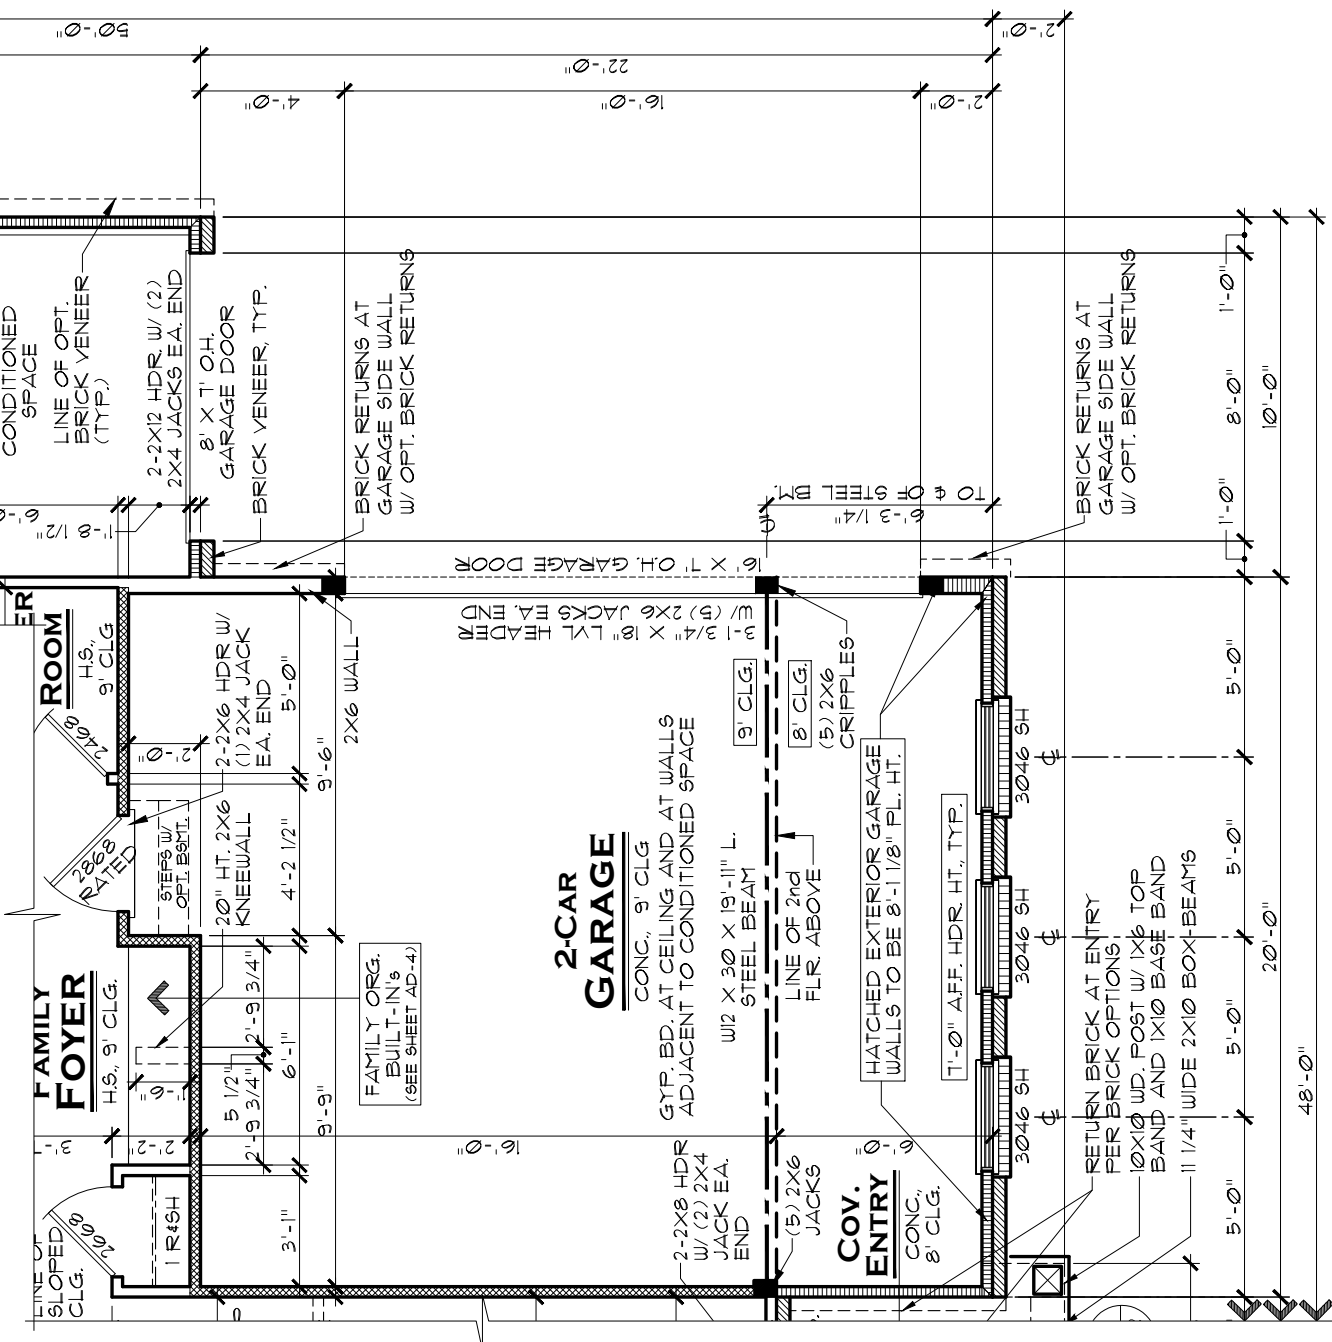 50'-0"
2'-0"
22'-0"
4'-0"
16'-0"
2'-0"
CONDITIONED
SPACE
LINE OF OPT.
BRICK VENEER
(TYP.)
2-2X12 HDR. W/ (2)
2X4 JACKS EA. END
8' X 7' O.H.
GARAGE DOOR
BRICK VENEER, TYP.
BRICK RETURNS AT
GARAGE SIDE WALL
W/ OPT. BRICK RETURNS
BRICK RETURNS AT
GARAGE SIDE WALL
W/ OPT. BRICK RETURNS
1'-0"
8'-0"
10'-0"
1'-0"
1'-8 1/2"
TO ℄ OF STEEL BM.
6'-3 1/4"
16' X 7' O.H. GARAGE DOOR
3-1 3/4" X 18" LVL HEADER
W/ (5) 2X6 JACKS EA. END
ROOM
H.S.,
9' CLG
2468
2'-0"
2-2X6 HDR W/
(1) 2X4 JACK
EA. END
5'-0"
9'-6"
2X6 WALL
2868
RATED
STEPS W/
OPT. BSMT.
20" HT. 2X6
KNEEWALL
4'-2 1/2"
9' CLG.
8' CLG.
(5) 2X6
CRIPPLES
2-CAR
GARAGE
CONC., 9' CLG
GYP. BD. AT CEILING AND AT WALLS
ADJACENT TO CONDITIONED SPACE
W12 X 30 X 19'-11" L.
STEEL BEAM
LINE OF 2nd
FLR. ABOVE
HATCHED EXTERIOR GARAGE
WALLS TO BE 8'-1 1/8" PL. HT.
7'-0" A.F.F. HDR. HT., TYP.
3046 SH
3046 SH
3046 SH
5'-0"
5'-0"
5'-0"
5'-0"
20'-0"
48'-0"
FAMILY
FOYER
H.S., 9' CLG.
FAMILY ORG.
BUILT-IN's
(SEE SHEET AD-4)
2'-9 3/4"
5 1/2"
2'-9 3/4"
6'-1"
9'-9"
3'-1"
2'-2"
16'-0"
6'-0"
1 R&SH
2668
SLOPED
CLG.
2-2X8 HDR
W/ (2) 2X4
JACK EA.
END
(5) 2X6
JACKS
COV.
ENTRY
CONC.,
8' CLG.
RETURN BRICK AT ENTRY
PER BRICK OPTIONS
10X10 WD. POST W/ 1X6 TOP
BAND AND 1X10 BASE BAND
11 1/4" WIDE 2X10 BOX-BEAMS